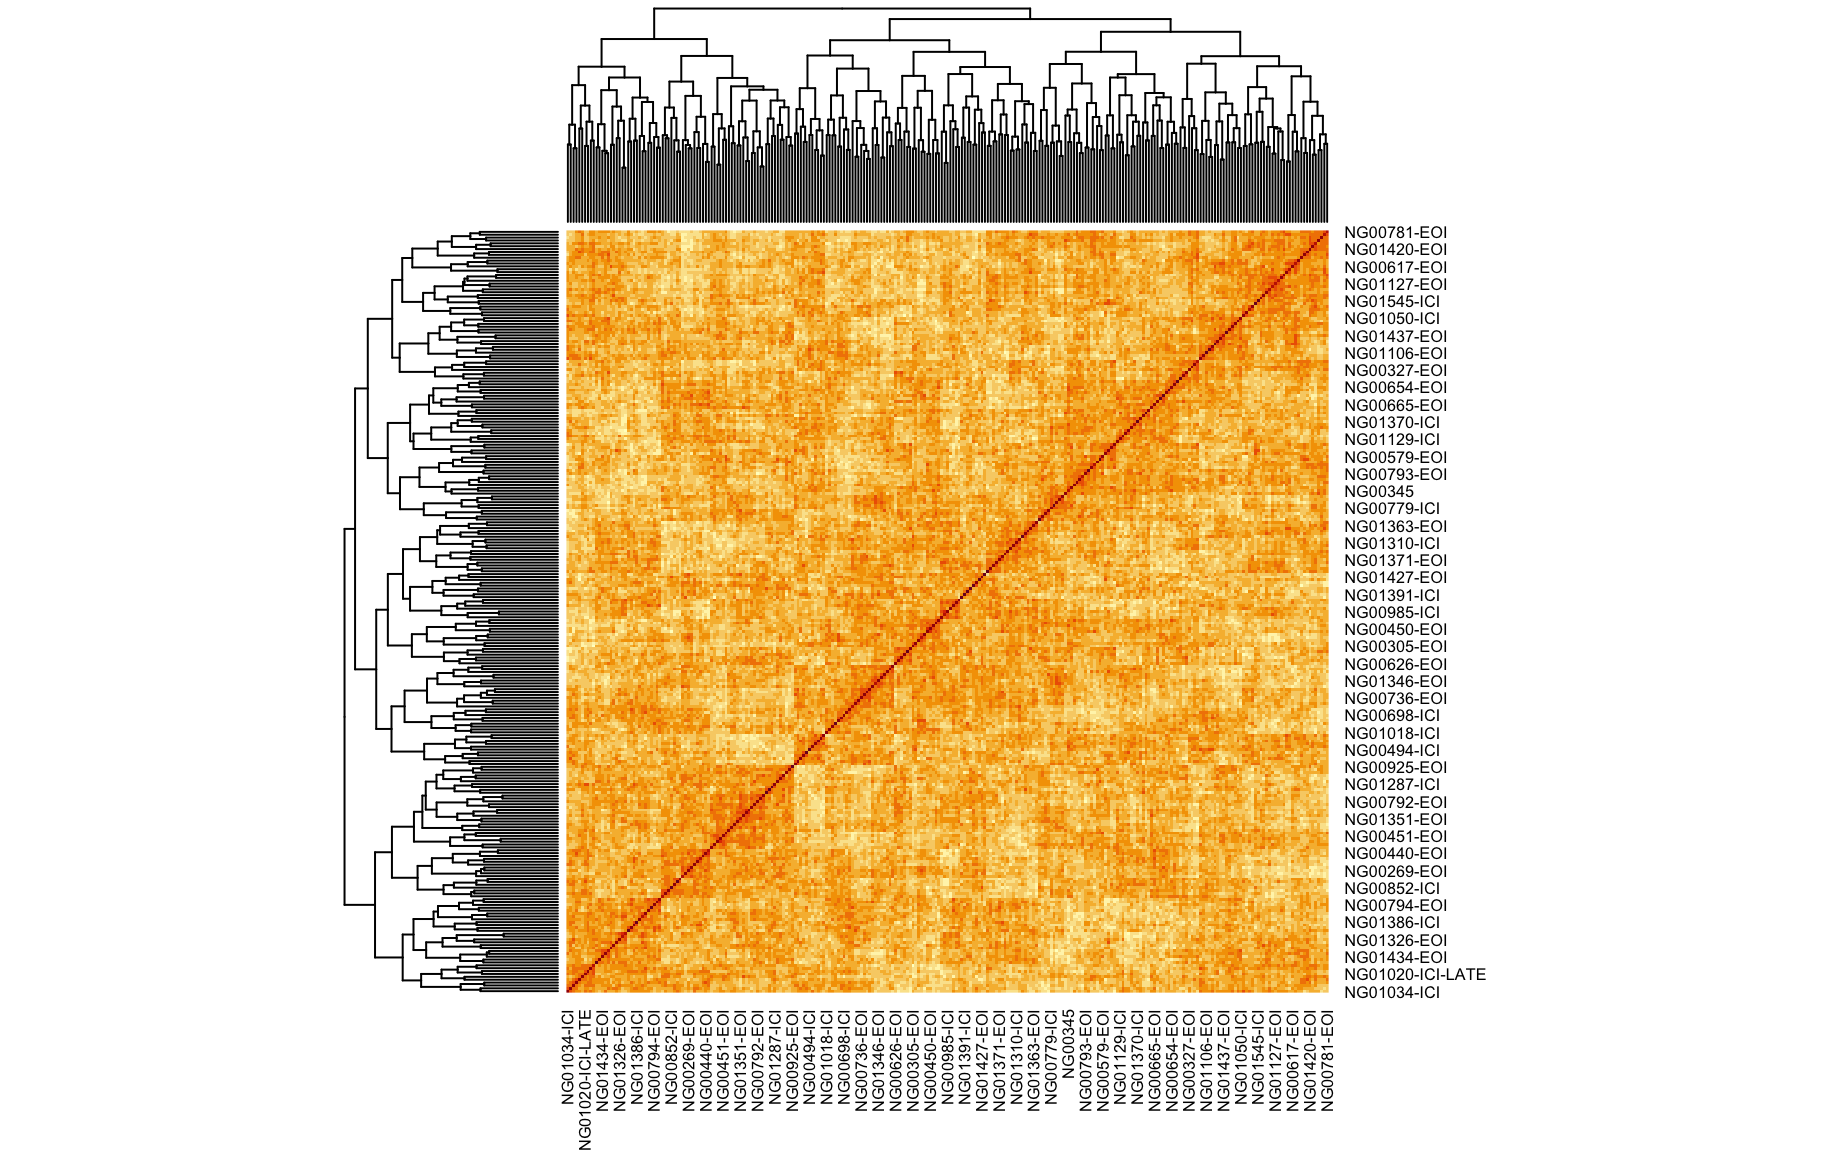 NG00781-EOI
NG01420-EOI
NG00617-EOI
NG01127-EOI
NG01545-ICI
NG01050-ICI
NG01437-EOI
NG01106-EOI
NG00327-EOI
NG00654-EOI
NG00665-EOI
NG01370-ICI
NG01129-ICI
NG00579-EOI
NG00793-EOI
NG00345
NG00779-ICI
NG01363-EOI
NG01310-ICI
NG01371-EOI
NG01427-EOI
NG01391-ICI
NG00985-ICI
NG00450-EOI
NG00305-EOI
NG00626-EOI
NG01346-EOI
NG00736-EOI
NG00698-ICI
NG01018-ICI
NG00494-ICI
NG00925-EOI
NG01287-ICI
NG00792-EOI
NG01351-EOI
NG00451-EOI
NG00440-EOI
NG00269-EOI
NG00852-ICI
NG00794-EOI
NG01386-ICI
NG01326-EOI
NG01434-EOI
NG01020-ICI-LATE
NG01034-ICI
NG01034-ICI
NG01020-ICI-LATE
NG01434-EOI
NG01326-EOI
NG01386-ICI
NG00794-EOI
NG00852-ICI
NG00269-EOI
NG00440-EOI
NG00451-EOI
NG01351-EOI
NG00792-EOI
NG01287-ICI
NG00925-EOI
NG00494-ICI
NG01018-ICI
NG00698-ICI
NG00736-EOI
NG01346-EOI
NG00626-EOI
NG00305-EOI
NG00450-EOI
NG00985-ICI
NG01391-ICI
NG01427-EOI
NG01371-EOI
NG01310-ICI
NG01363-EOI
NG00779-ICI
NG00345
NG00793-EOI
NG00579-EOI
NG01129-ICI
NG01370-ICI
NG00665-EOI
NG00654-EOI
NG00327-EOI
NG01106-EOI
NG01437-EOI
NG01050-ICI
NG01545-ICI
NG01127-EOI
NG00617-EOI
NG01420-EOI
NG00781-EOI